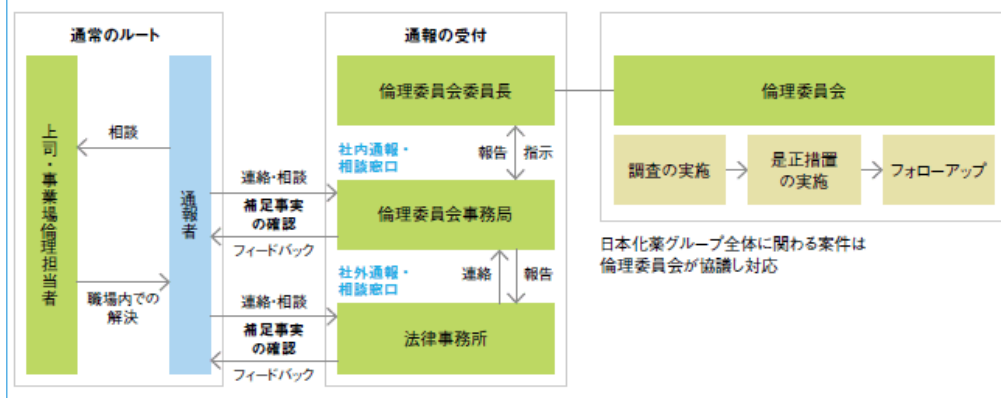 通常のルート
上司・事業場倫理担当者
相談
職場内での
解決
通報者
連絡・相談
補足事実
の確認
フィードバック
連絡・相談
補足事実
の確認
フィードバック
通報の受付
倫理委員会委員長
社内通報・
相談窓口
報告
指示
倫理委員会事務局
社外通報・
相談窓口
連絡
報告
法律事務所
倫理委員会
調査の実施
是正措置
の実施
フォローアップ
日本化薬グループ全体に関わる案件は
倫理委員会が協議し対応